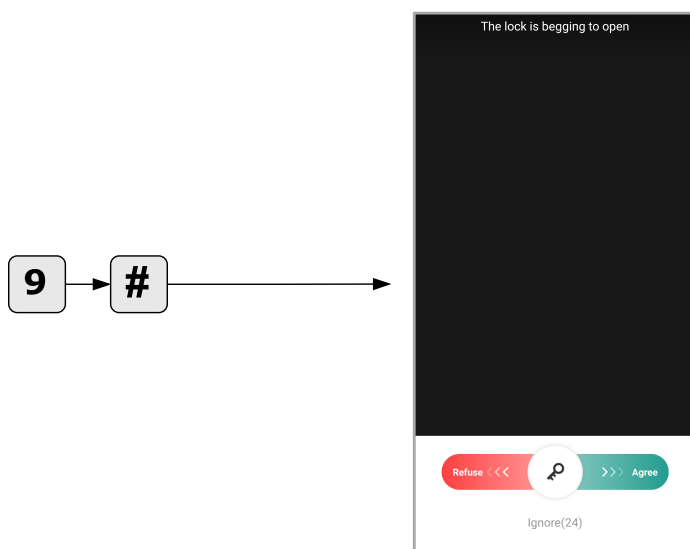 The lock is begging to open
9
#
Refuse
Agree
Ignore(24)